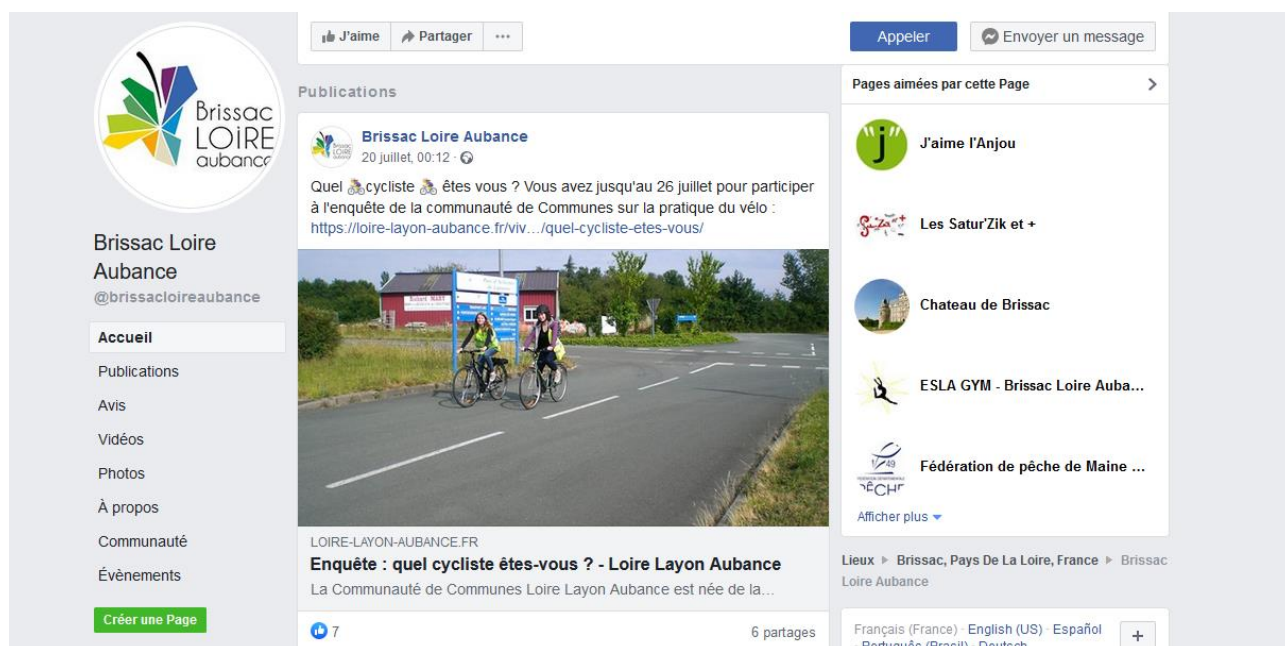 J'aime
Partager
Appeler
Envoyer un message
Brissac
LOIRE
aubance
Brissac Loire
Aubance
@brissacloireaubance
Accueil
Publications
Avis
Vidéos
Photos
À propos
Communauté
Évènements
Créer une Page
Publications
Brissac Loire Aubance
20 juillet, 00:12 ·
Quel 🚴cycliste 🚴 êtes vous ? Vous avez jusqu'au 26 juillet pour participer
à l'enquête de la communauté de Communes sur la pratique du vélo :
https://loire-layon-aubance.fr/viv…/quel-cycliste-etes-vous/
LOIRE-LAYON-AUBANCE.FR
Enquête : quel cycliste êtes-vous ? - Loire Layon Aubance
La Communauté de Communes Loire Layon Aubance est née de la…
7
6 partages
Pages aimées par cette Page
"j"
J'aime l'Anjou
Les Satur'Zik et +
Chateau de Brissac
ESLA GYM - Brissac Loire Auba…
49
PÊCHE
Fédération de pêche de Maine …
Afficher plus
Lieux ▸ Brissac, Pays De La Loire, France ▸ Brissac
Loire Aubance
Français (France) · English (US) · Español
· Português (Brasil) · Deutsch
+